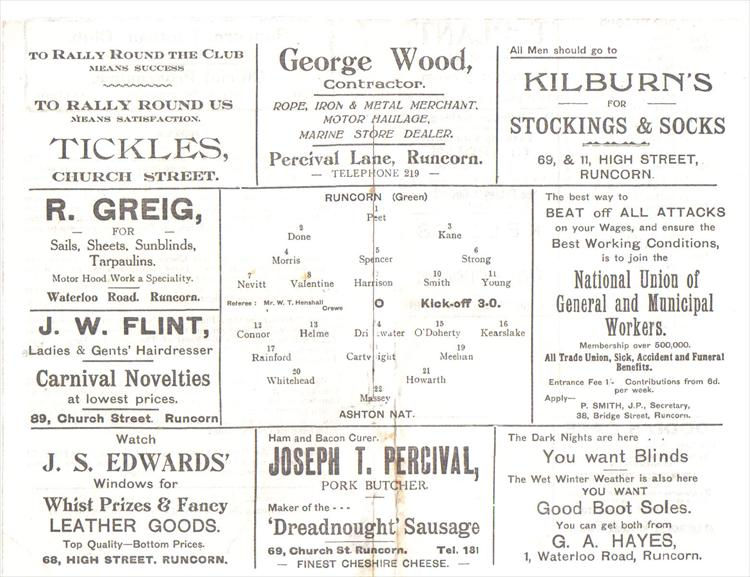 TO RALLY ROUND THE CLUB
MEANS SUCCESS
TO RALLY ROUND US
MEANS SATISFACTION.
TICKLES,
CHURCH STREET.
George Wood,
Contractor.
ROPE, IRON & METAL MERCHANT.
MOTOR HAULAGE,
MARINE STORE DEALER.
Percival Lane, Runcorn.
— TELEPHONE 219 —
All Men should go to
KILBURN'S
— FOR —
STOCKINGS & SOCKS
69, & 11, HIGH STREET,
RUNCORN.
R. GREIG,
— FOR —
Sails, Sheets, Sunblinds,
Tarpaulins.
Motor Hood Work a Speciality.
Waterloo Road, Runcorn.
J. W. FLINT,
Ladies & Gents' Hairdresser
Carnival Novelties
at lowest prices.
89, Church Street, Runcorn
RUNCORN (Green)
1
Peet
2 3
Done Kane
4 5 6
Morris Spencer Strong
7 8 9 10 11
Nevitt Valentine Harrison Smith Young
Referee : Mr. W. T. Henshall O Kick-off 3-0.
Crewe
12 13 14 15 16
Connor Helme Drinkwater O'Doherty Kearslake
17 19
Rainford Cartwright Meehan
20 21
Whitehead Howarth
22
Massey
ASHTON NAT.
The best way to
BEAT off ALL ATTACKS
on your Wages, and ensure the
Best Working Conditions,
is to join the
National Union of
General and Municipal
Workers.
Membership over 500,000.
All Trade Union, Sick, Accident and Funeral
Benefits.
Entrance Fee 1/- Contributions from 6d.
per week.
Apply—
P. SMITH, J.P., Secretary,
38, Bridge Street, Runcorn.
Watch
J. S. EDWARDS'
Windows for
Whist Prizes & Fancy
LEATHER GOODS.
Top Quality—Bottom Prices.
68, HIGH STREET, RUNCORN.
Ham and Bacon Curer.
JOSEPH T. PERCIVAL,
PORK BUTCHER.
Maker of the - - -
'Dreadnought' Sausage
69, Church St. Runcorn. Tel. 181
— FINEST CHESHIRE CHEESE. —
The Dark Nights are here . .
You want Blinds
The Wet Winter Weather is also here
YOU WANT
Good Boot Soles.
You can get both from
G. A. HAYES,
1, Waterloo Road, Runcorn.